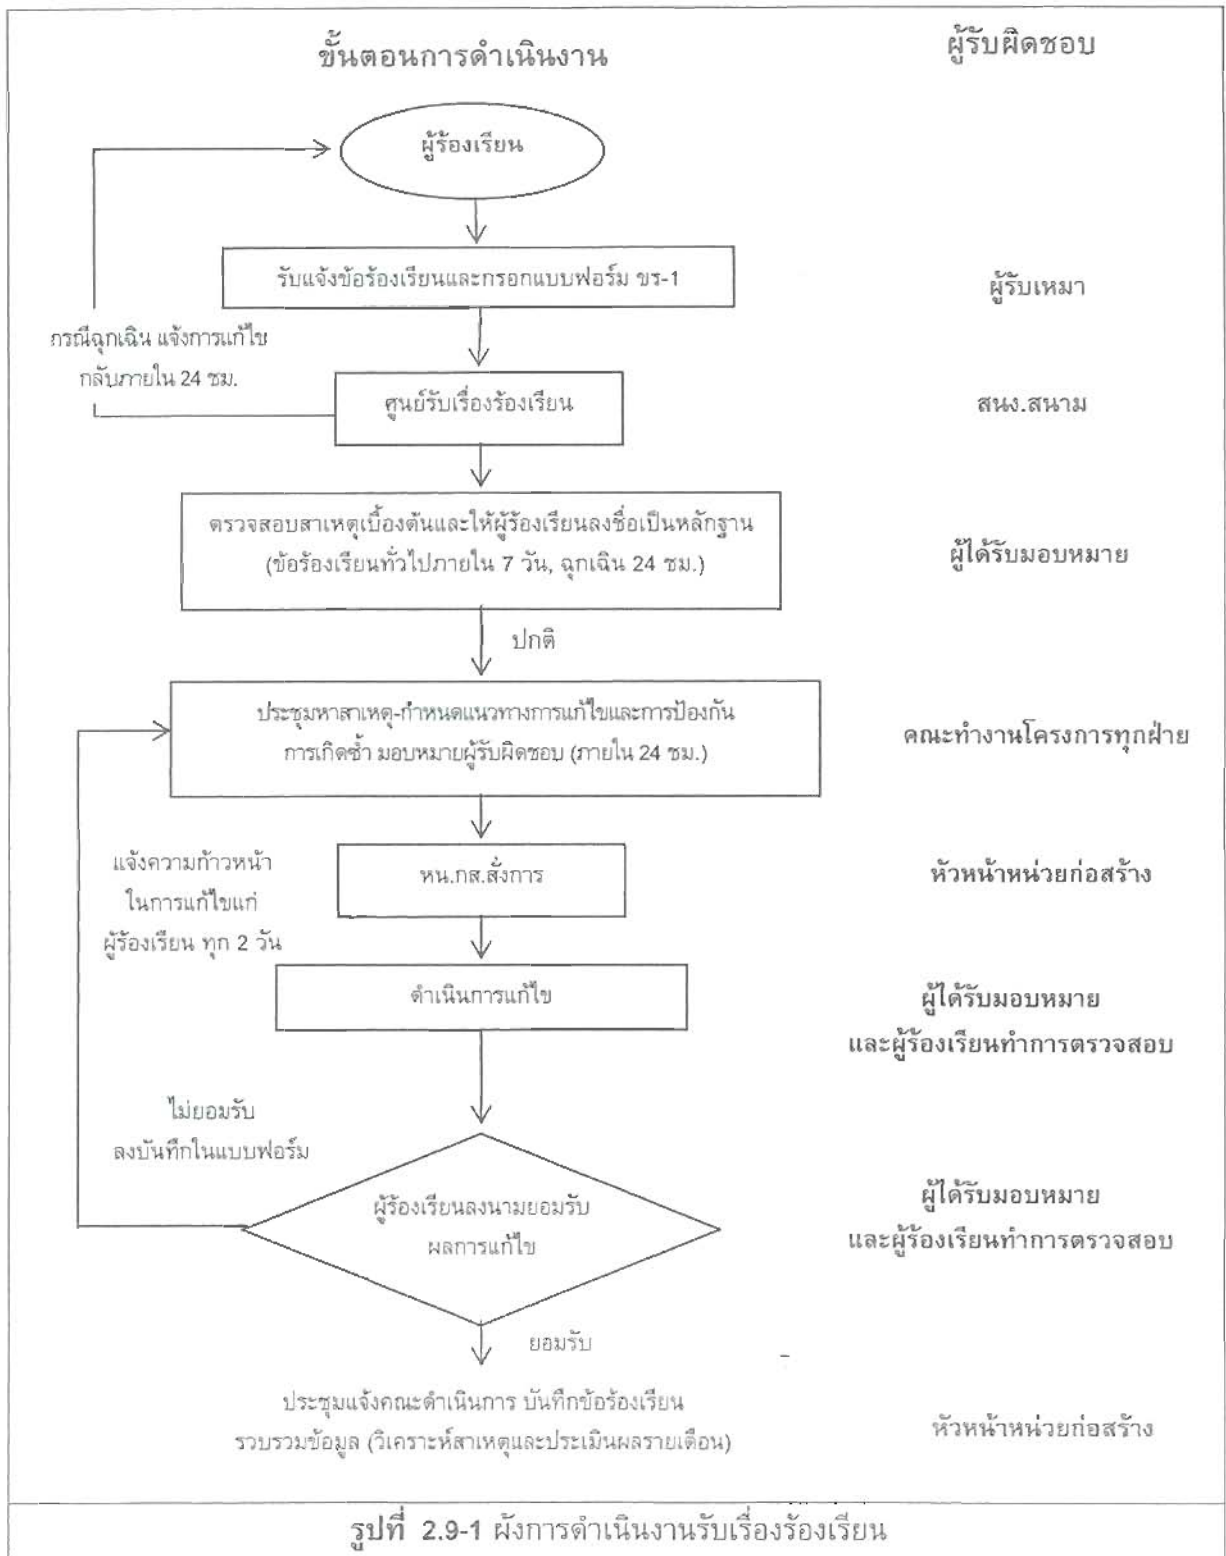 ขั้นตอนการดำเนินงาน
ผู้รับผิดชอบ
ผู้ร้องเรียน
รับแจ้งข้อร้องเรียนและกรอกแบบฟอร์ม ขร-1
ผู้รับเหมา
กรณีฉุกเฉิน แจ้งการแก้ไข
กลับภายใน 24 ชม.
ศูนย์รับเรื่องร้องเรียน
สนง.สนาม
ตรวจสอบสาเหตุเบื้องต้นและให้ผู้ร้องเรียนลงชื่อเป็นหลักฐาน
(ข้อร้องเรียนทั่วไปภายใน 7 วัน, ฉุกเฉิน 24 ชม.)
ผู้ได้รับมอบหมาย
ปกติ
ประชุมหาสาเหตุ-กำหนดแนวทางการแก้ไขและการป้องกัน
การเกิดซ้ำ มอบหมายผู้รับผิดชอบ (ภายใน 24 ชม.)
คณะทำงานโครงการทุกฝ่าย
แจ้งความก้าวหน้า
ในการแก้ไขแก่
ผู้ร้องเรียน ทุก 2 วัน
หน.กส.สั่งการ
หัวหน้าหน่วยก่อสร้าง
ดำเนินการแก้ไข
ผู้ได้รับมอบหมาย
และผู้ร้องเรียนทำการตรวจสอบ
ไม่ยอมรับ
ลงบันทึกในแบบฟอร์ม
ผู้ร้องเรียนลงนามยอมรับ
ผลการแก้ไข
ผู้ได้รับมอบหมาย
และผู้ร้องเรียนทำการตรวจสอบ
ยอมรับ
ประชุมแจ้งคณะดำเนินการ บันทึกข้อร้องเรียน
รวบรวมข้อมูล (วิเคราะห์สาเหตุและประเมินผลรายเดือน)
หัวหน้าหน่วยก่อสร้าง
รูปที่ 2.9-1 ผังการดำเนินงานรับเรื่องร้องเรียน